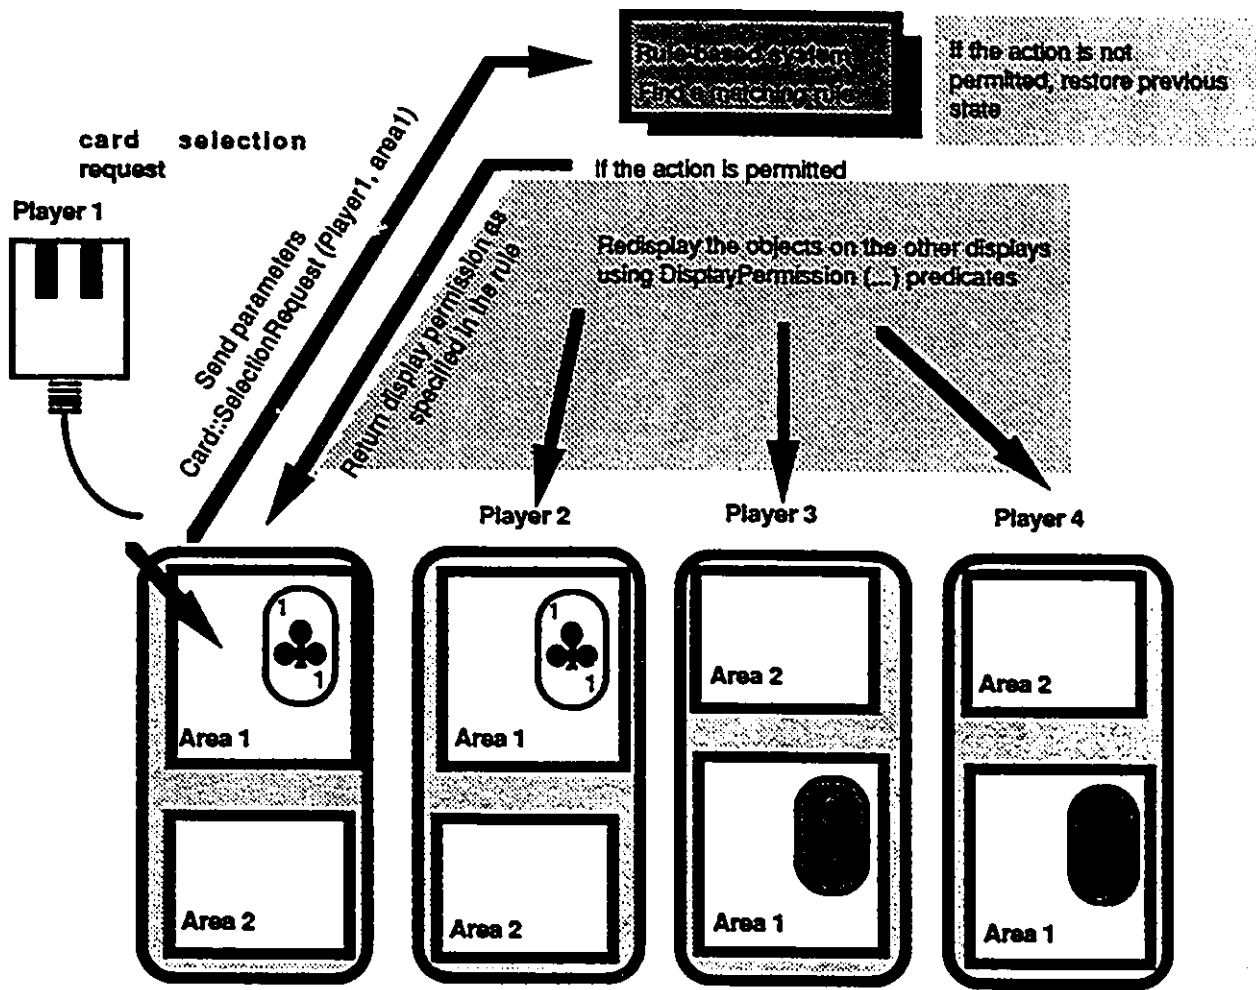 Rule-based system
Find a matching rule
If the action is not
permitted, restore previous
state
card selection
request
Player 1
Send parameters
Card::SelectionRequest (Player1, area1)
If the action is permitted
Return display permission as
specified in the rule
Redisplay the objects on the other displays
using DisplayPermission (...) predicates
Player 2
Player 3
Player 4
1
1
Area 1
Area 2
1
1
Area 1
Area 2
Area 2
Area 1
Area 2
Area 1